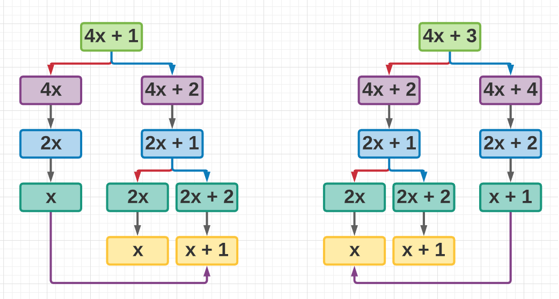 4x + 1
4x + 3
4x
4x + 2
4x + 2
4x + 4
2x
2x + 1
2x + 1
2x + 2
x
2x
2x + 2
2x
2x + 2
x + 1
x
x + 1
x
x + 1